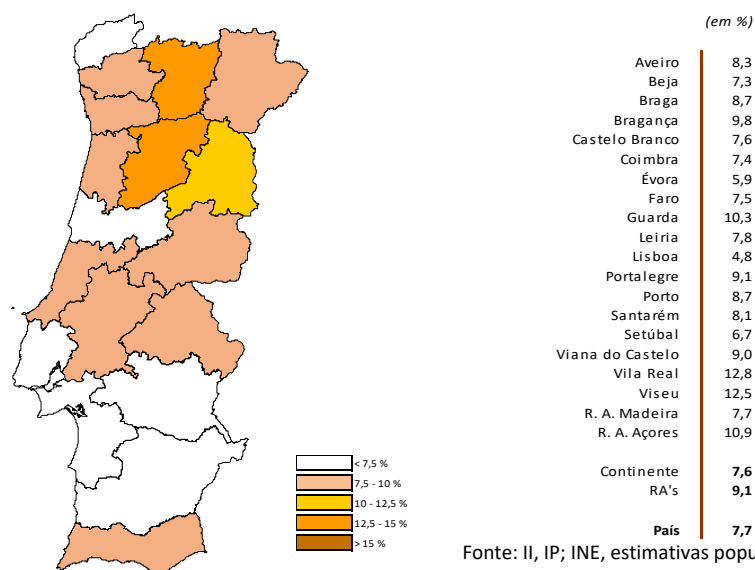 (em %)
Aveiro 8,3
Beja 7,3
Braga 8,7
Bragança 9,8
Castelo Branco 7,6
Coimbra 7,4
Évora 5,9
Faro 7,5
Guarda 10,3
Leiria 7,8
Lisboa 4,8
Portalegre 9,1
Porto 8,7
Santarém 8,1
Setúbal 6,7
Viana do Castelo 9,0
Vila Real 12,8
Viseu 12,5
R. A. Madeira 7,7
R. A. Açores 10,9
Continente 7,6
RA's 9,1
País 7,7
< 7,5 %
7,5 - 10 %
10 - 12,5 %
12,5 - 15 %
> 15 %
Fonte: II, IP; INE, estimativas popu